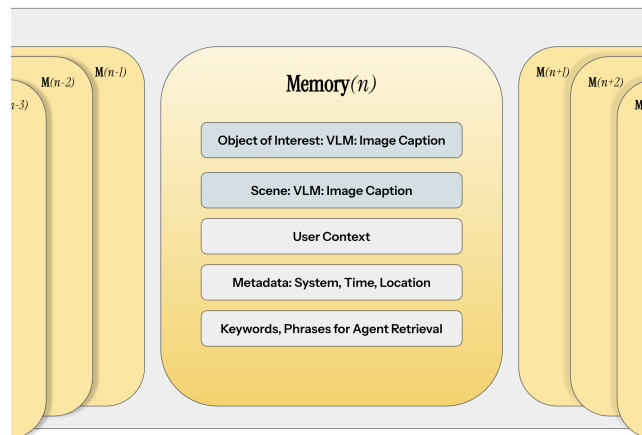 M(n-2)
M(n-1)
n-3)
Memory(n)
Object of Interest: VLM: Image Caption
Scene: VLM: Image Caption
User Context
Metadata: System, Time, Location
Keywords, Phrases for Agent Retrieval
M(n+1)
M(n+2)
M